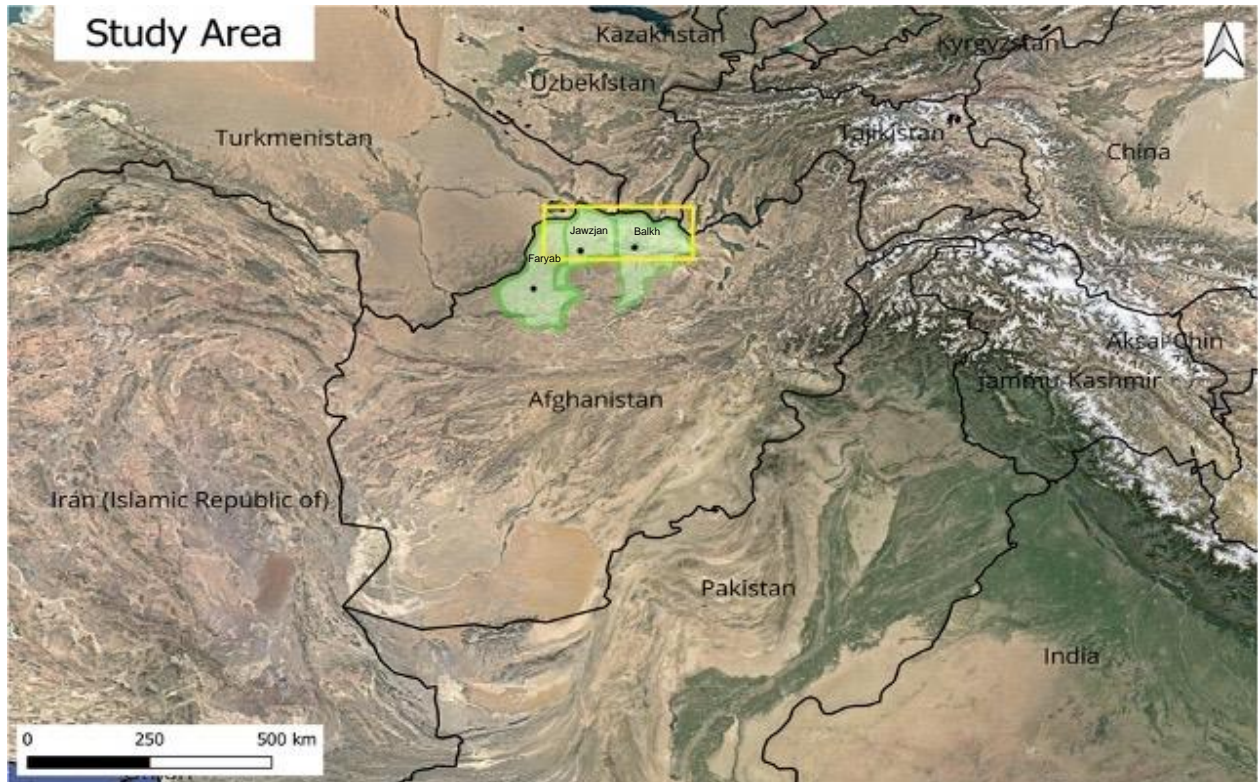 Study Area
Kazakhstan
Kyrgyzstan
Uzbekistan
Turkmenistan
Tajikistan
China
Jawzjan
Balkh
Faryab
Aksai Chin
Jammu Kashmir
Afghanistan
Iran (Islamic Republic of)
Pakistan
India
0 250 500 km